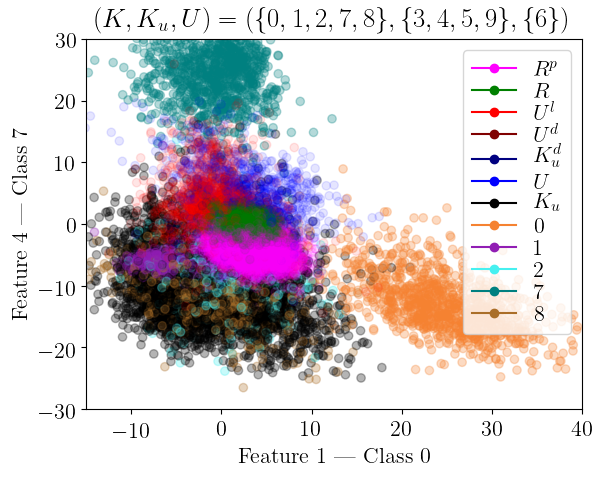 (K, K_u, U) = ({0, 1, 2, 7, 8}, {3, 4, 5, 9}, {6})
30
20
10
0
−10
−20
−30
Feature 4 — Class 7
R^p
R
U^l
U^d
K_u^d
U
K_u
0
1
2
7
8
−10
0
10
20
30
40
Feature 1 — Class 0